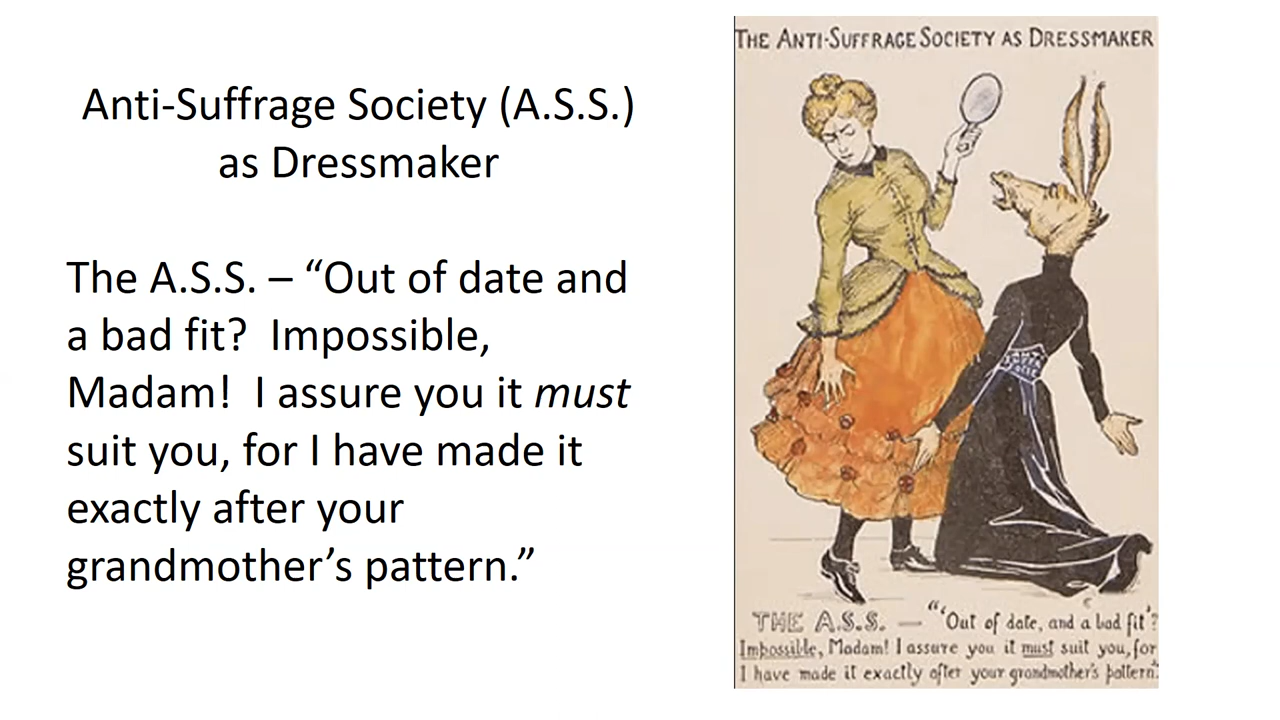 Anti-Suffrage Society (A.S.S.)
as Dressmaker
The A.S.S. – “Out of date and
a bad fit?  Impossible,
Madam!  I assure you it must
suit you, for I have made it
exactly after your
grandmother’s pattern.”
THE ANTI-SUFFRAGE SOCIETY AS DRESSMAKER
ANTI
SUFFRA
SOCIE
THE A.S.S. — “‘Out of date, and a bad fit’?
Impossible, Madam! I assure you it must suit you, for
I have made it exactly after your grandmother's pattern.”